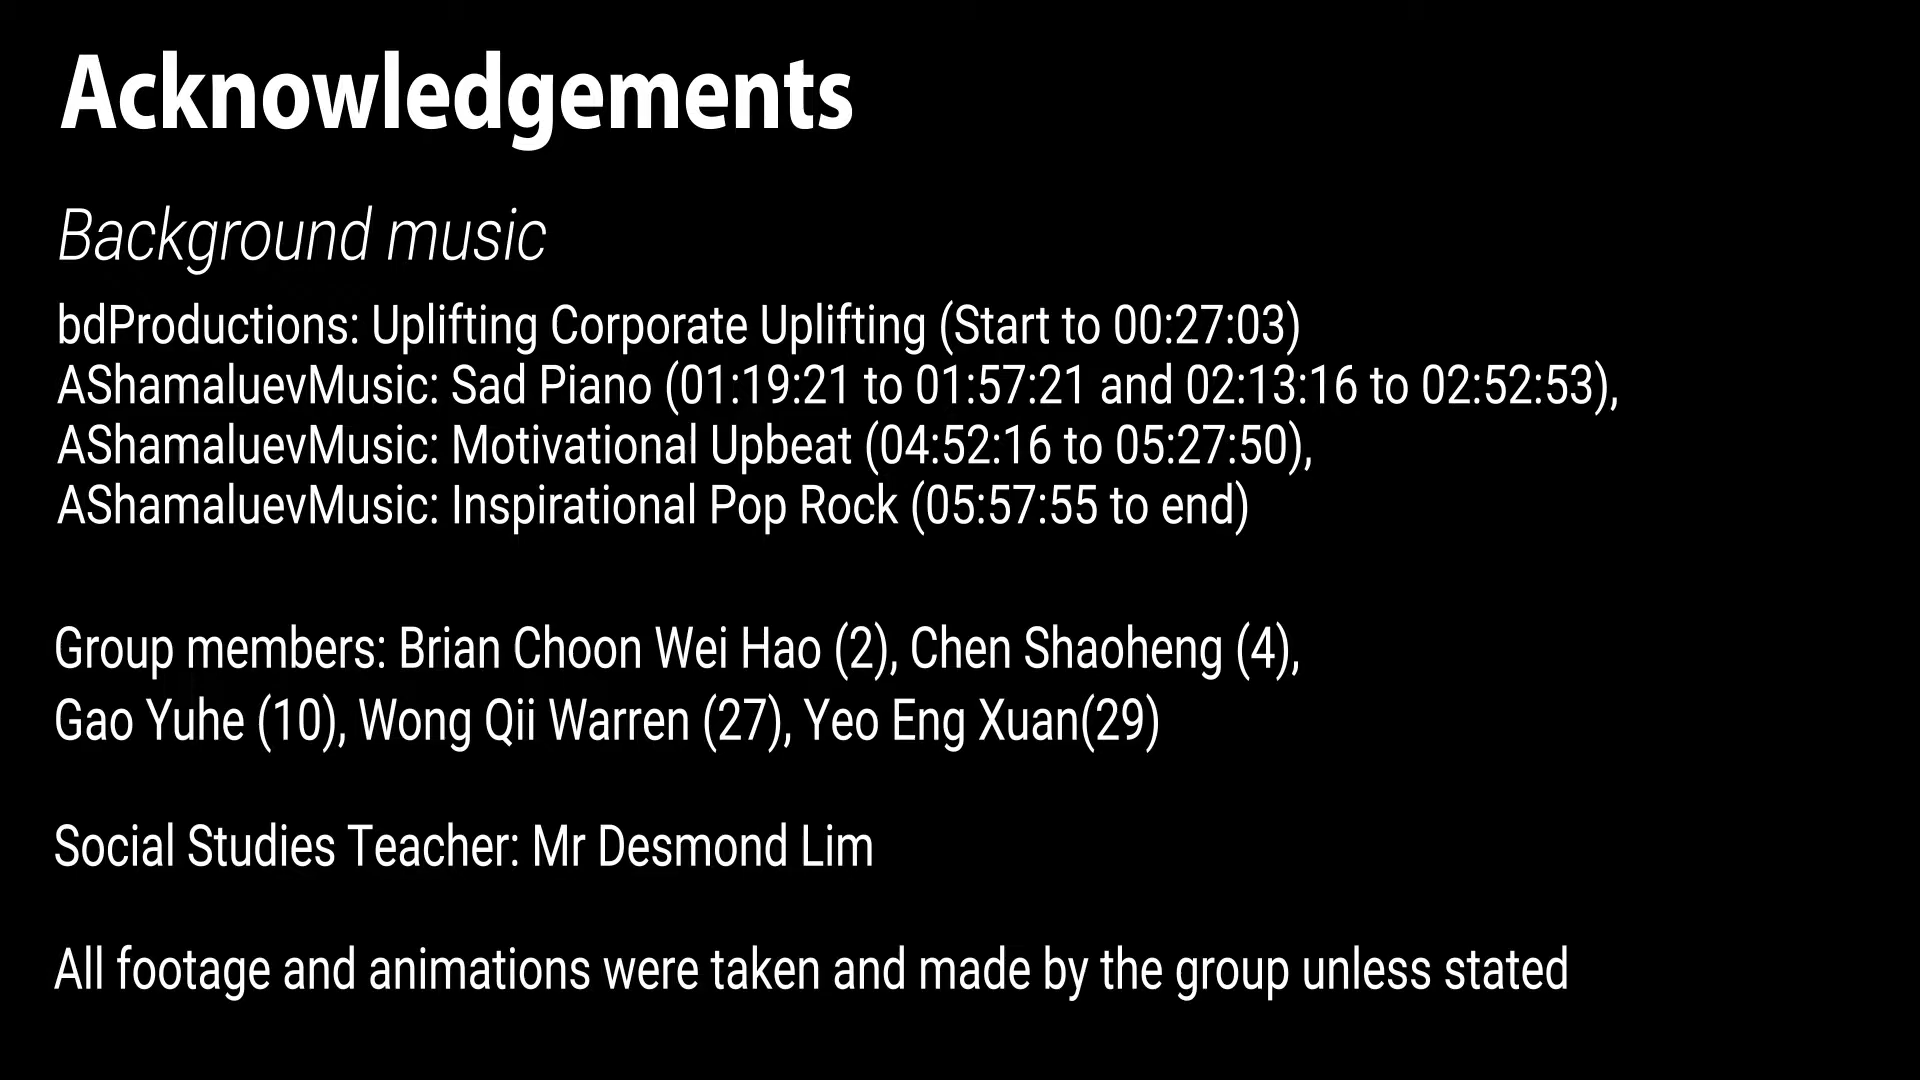 Acknowledgements
Background music
bdProductions: Uplifting Corporate Uplifting (Start to 00:27:03)
AShamaluevMusic: Sad Piano (01:19:21 to 01:57:21 and 02:13:16 to 02:52:53),
AShamaluevMusic: Motivational Upbeat (04:52:16 to 05:27:50),
AShamaluevMusic: Inspirational Pop Rock (05:57:55 to end)
Group members: Brian Choon Wei Hao (2), Chen Shaoheng (4),
Gao Yuhe (10), Wong Qii Warren (27), Yeo Eng Xuan(29)
Social Studies Teacher: Mr Desmond Lim
All footage and animations were taken and made by the group unless stated